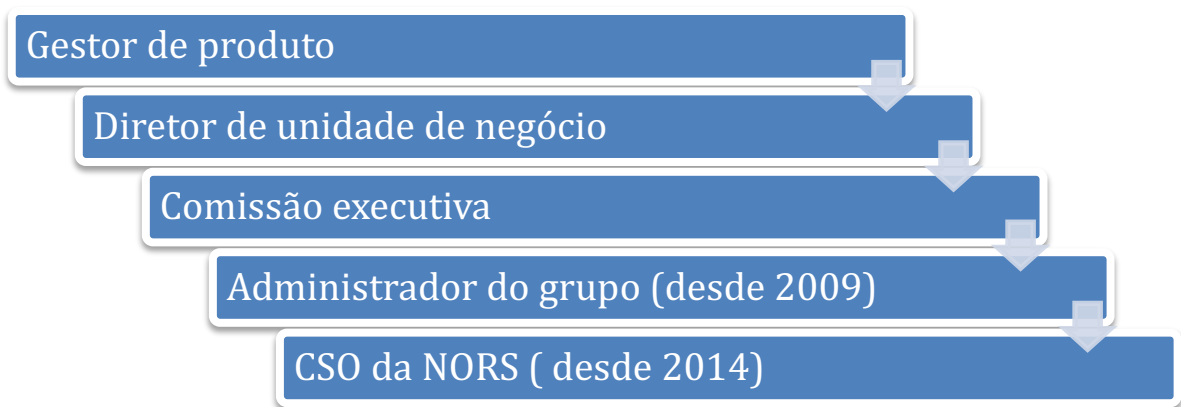 Gestor de produto
Diretor de unidade de negócio
Comissão executiva
Administrador do grupo (desde 2009)
CSO da NORS ( desde 2014)